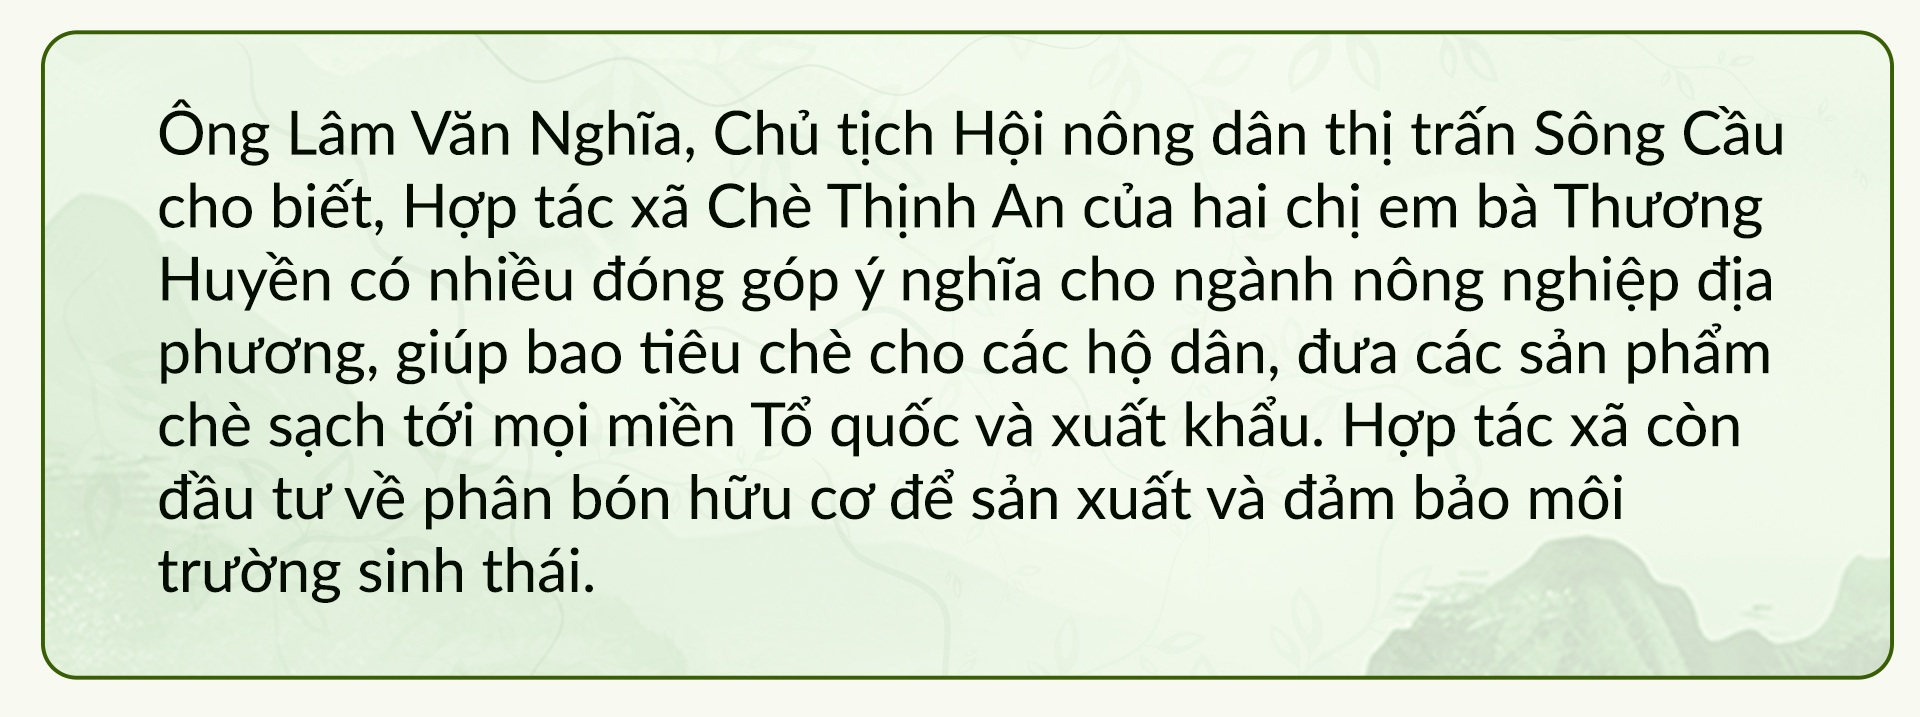 Ông Lâm Văn Nghĩa, Chủ tịch Hội nông dân thị trấn Sông Cầu
cho biết, Hợp tác xã Chè Thịnh An của hai chị em bà Thương
Huyền có nhiều đóng góp ý nghĩa cho ngành nông nghiệp địa
phương, giúp bao tiêu chè cho các hộ dân, đưa các sản phẩm
chè sạch tới mọi miền Tổ quốc và xuất khẩu. Hợp tác xã còn
đầu tư về phân bón hữu cơ để sản xuất và đảm bảo môi
trường sinh thái.